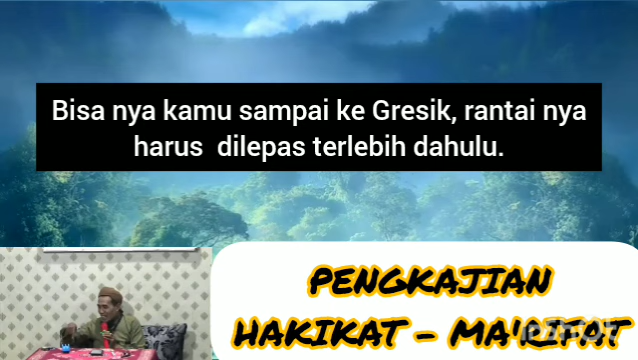 Bisa nya kamu sampai ke Gresik, rantai nya
harus dilepas terlebih dahulu.
PENGKAJIAN
HAKIKAT - MA'RIFAT